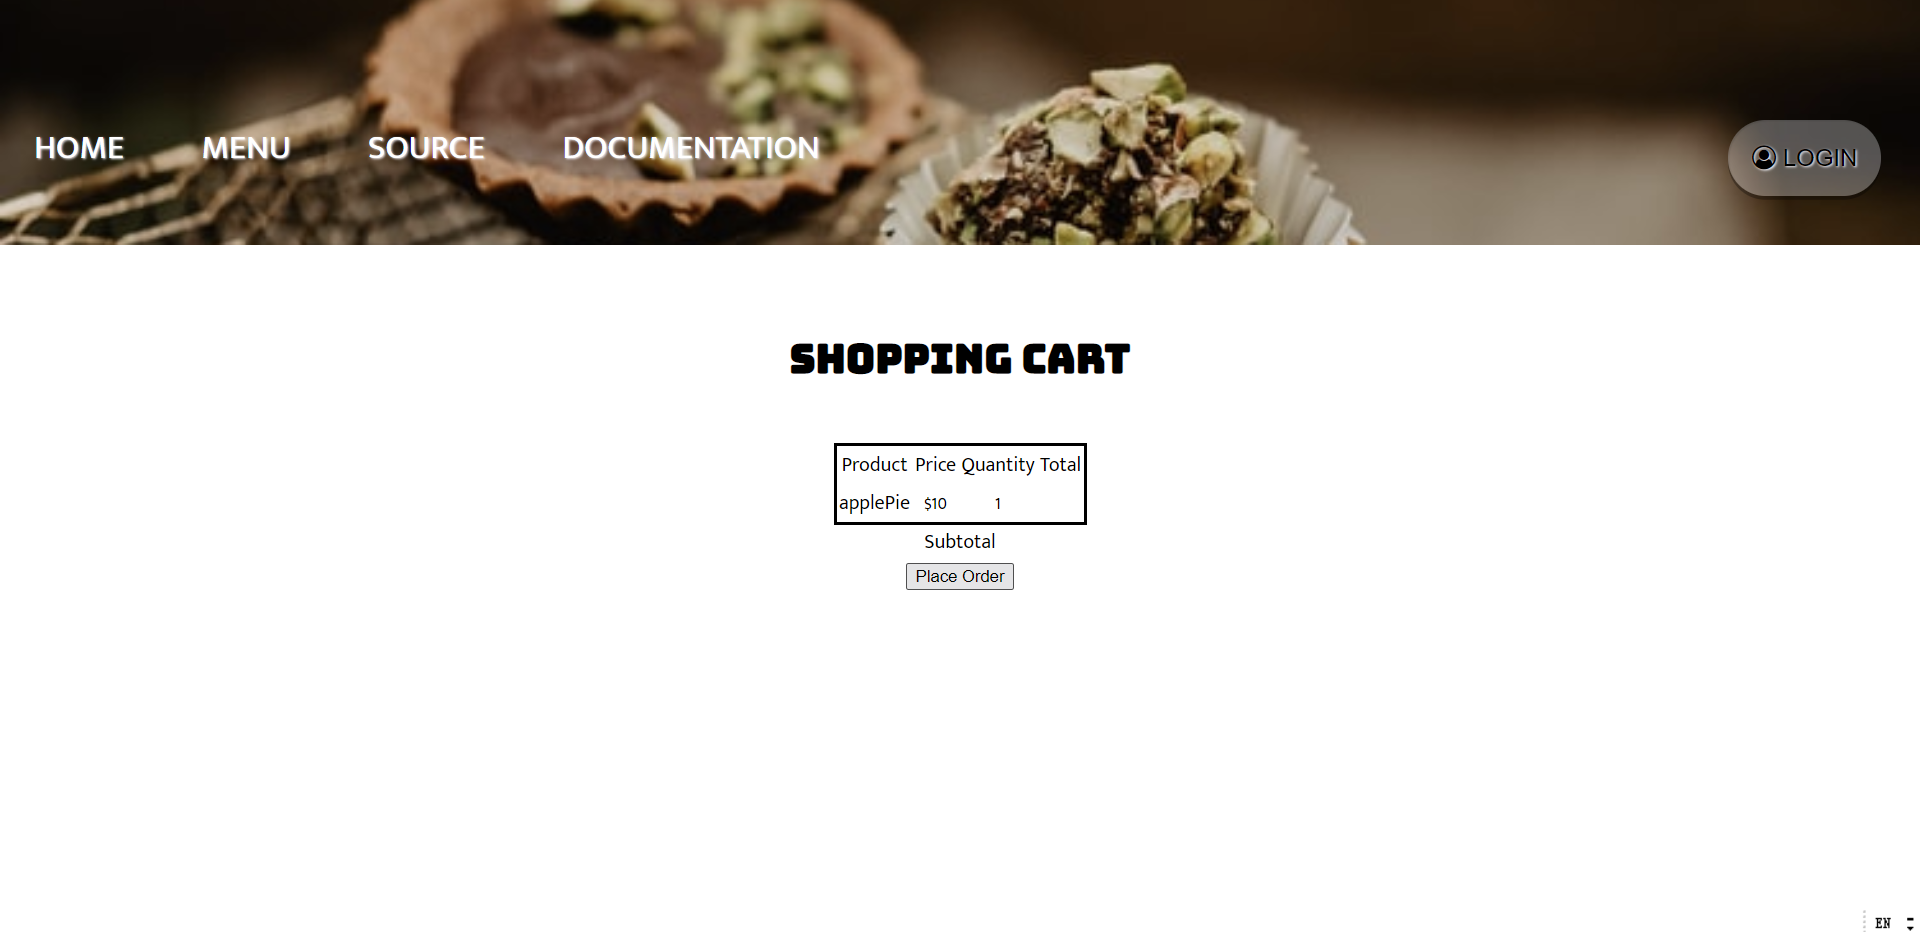 HOME MENU SOURCE DOCUMENTATION LOGIN
SHOPPING CART
Product Price Quantity Total
applePie $10 1
Subtotal
Place Order
EN